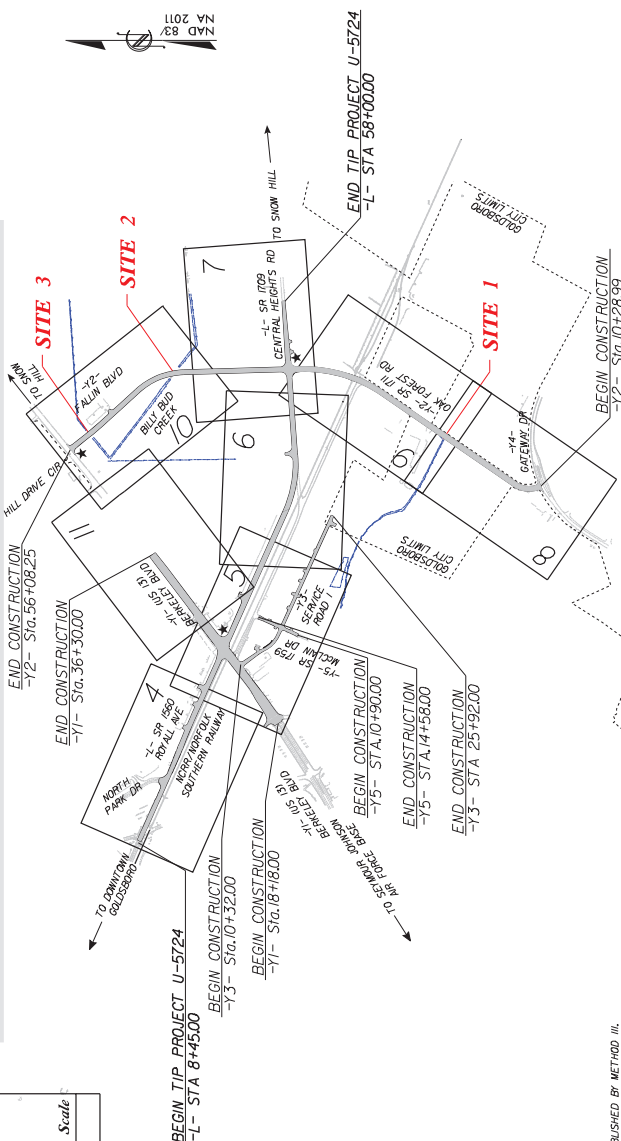 NAD 83/
NA 2011
SITE 3
SITE 2
SITE 1
TO SNOW
HILL
HILL DRIVE CIR
-Y2-
FALLIN BLVD
BILLY BUD
CREEK
10
7
11
6
5
4
9
8
TO SNOW HILL
-L- SR 1709
CENTRAL HEIGHTS RD
END TIP PROJECT U-5724
-L- STA 58+00.00
GOLDSBORO
CITY LIMITS
-Y2- SR 1711
OAK FOREST RD
-Y4-
GATEWAY DR
BEGIN CONSTRUCTION
-Y2- Sta.10+28.99
GOLDSBORO
CITY LIMITS
END CONSTRUCTION
-Y2- Sta.56+08.25
END CONSTRUCTION
-Y1- Sta.36+30.00
-Y1- (US 13)
BERKELEY BLVD
-Y3-
SERVICE
ROAD 1
-Y5- SR 1759
McCLAIN DR
NORTH
PARK DR
-L- SR 1560
ROYALL AVE
NCRR/NORFOLK
SOUTHERN RAILWAY
TO DOWNTOWN
GOLDSBORO
-Y1- (US 13)
BERKELEY BLVD
TO SEYMOUR JOHNSON
AIR FORCE BASE
BEGIN CONSTRUCTION
-Y5- STA.10+90.00
END CONSTRUCTION
-Y5- STA.14+58.00
END CONSTRUCTION
-Y3- STA 25+92.00
BEGIN TIP PROJECT U-5724
-L- STA 8+45.00
BEGIN CONSTRUCTION
-Y3- Sta.10+32.00
BEGIN CONSTRUCTION
-Y1- Sta.18+18.00
Scale
BLISHED BY METHOD III.